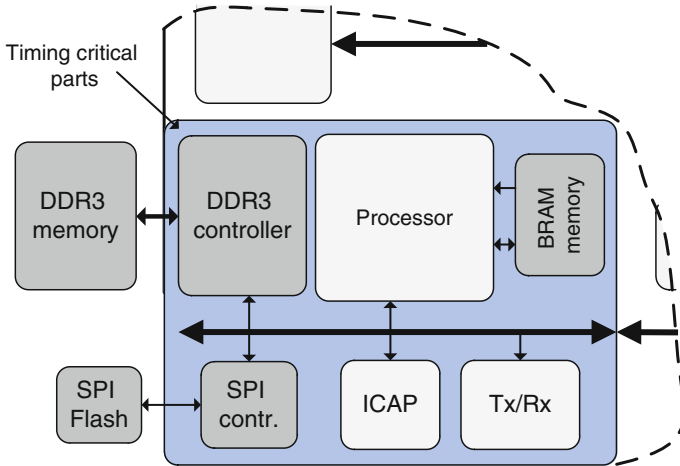 Timing critical
parts
DDR3
memory
DDR3
controller
Processor
BRAM
memory
SPI
Flash
SPI
contr.
ICAP
Tx/Rx